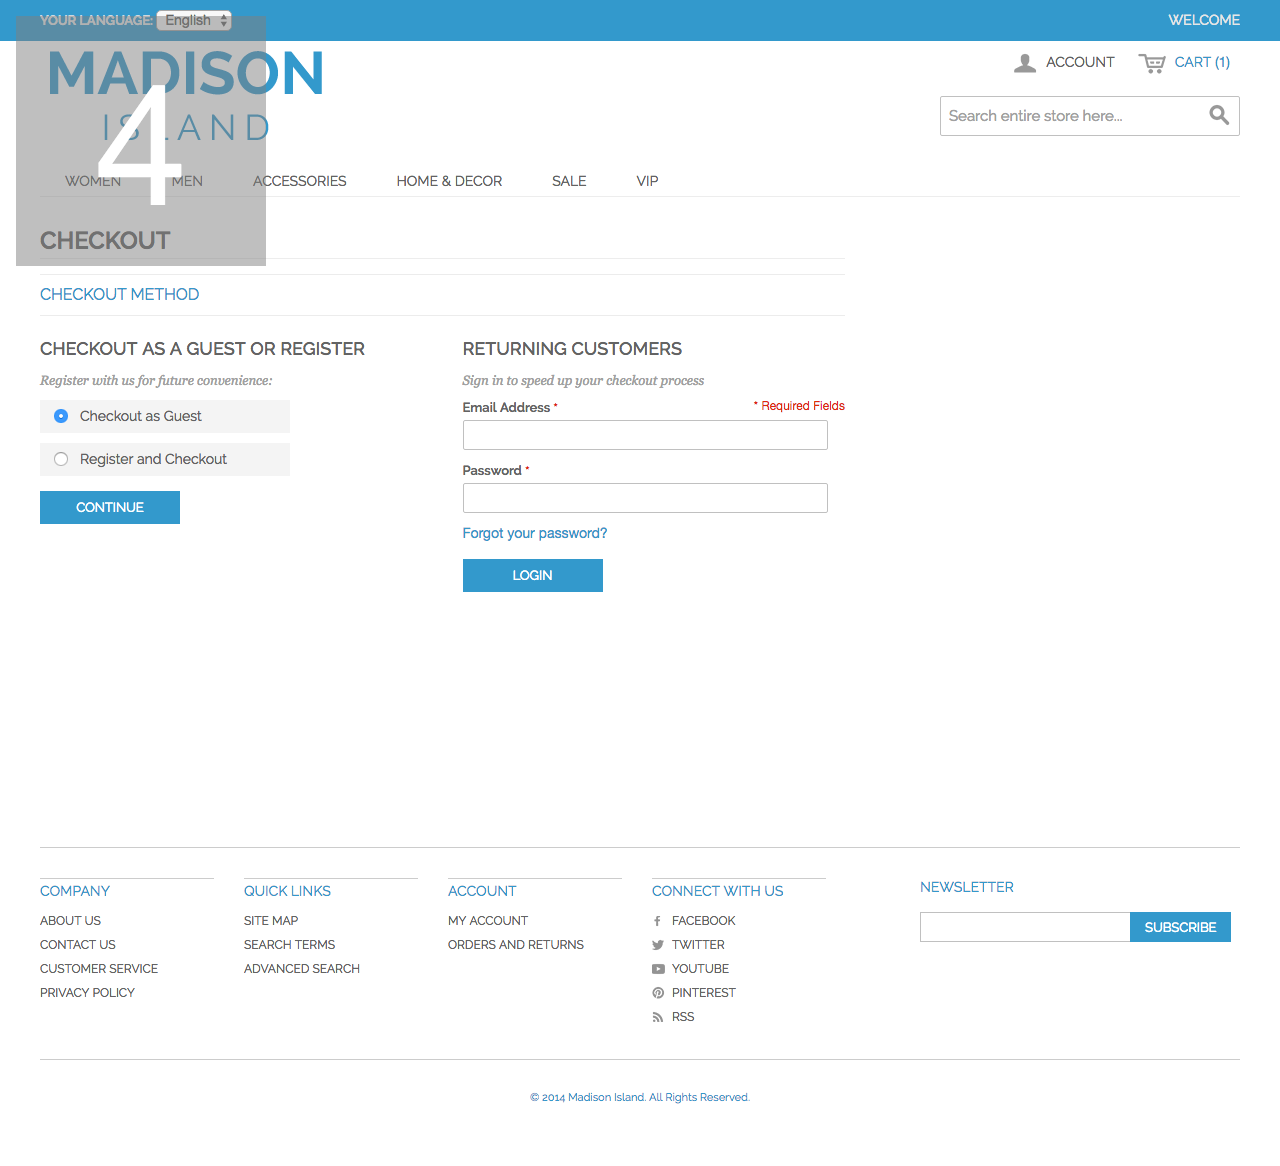 YOUR LANGUAGE: English
WELCOME
MADISON
ISLAND
4
ACCOUNT CART (1)
Search entire store here...
WOMEN MEN ACCESSORIES HOME & DECOR SALE VIP
CHECKOUT
CHECKOUT METHOD
CHECKOUT AS A GUEST OR REGISTER
Register with us for future convenience:
Checkout as Guest
Register and Checkout
CONTINUE
RETURNING CUSTOMERS
Sign in to speed up your checkout process
Email Address *
* Required Fields
Password *
Forgot your password?
LOGIN
COMPANY
ABOUT US
CONTACT US
CUSTOMER SERVICE
PRIVACY POLICY
QUICK LINKS
SITE MAP
SEARCH TERMS
ADVANCED SEARCH
ACCOUNT
MY ACCOUNT
ORDERS AND RETURNS
CONNECT WITH US
FACEBOOK
TWITTER
YOUTUBE
PINTEREST
RSS
NEWSLETTER
SUBSCRIBE
© 2014 Madison Island. All Rights Reserved.